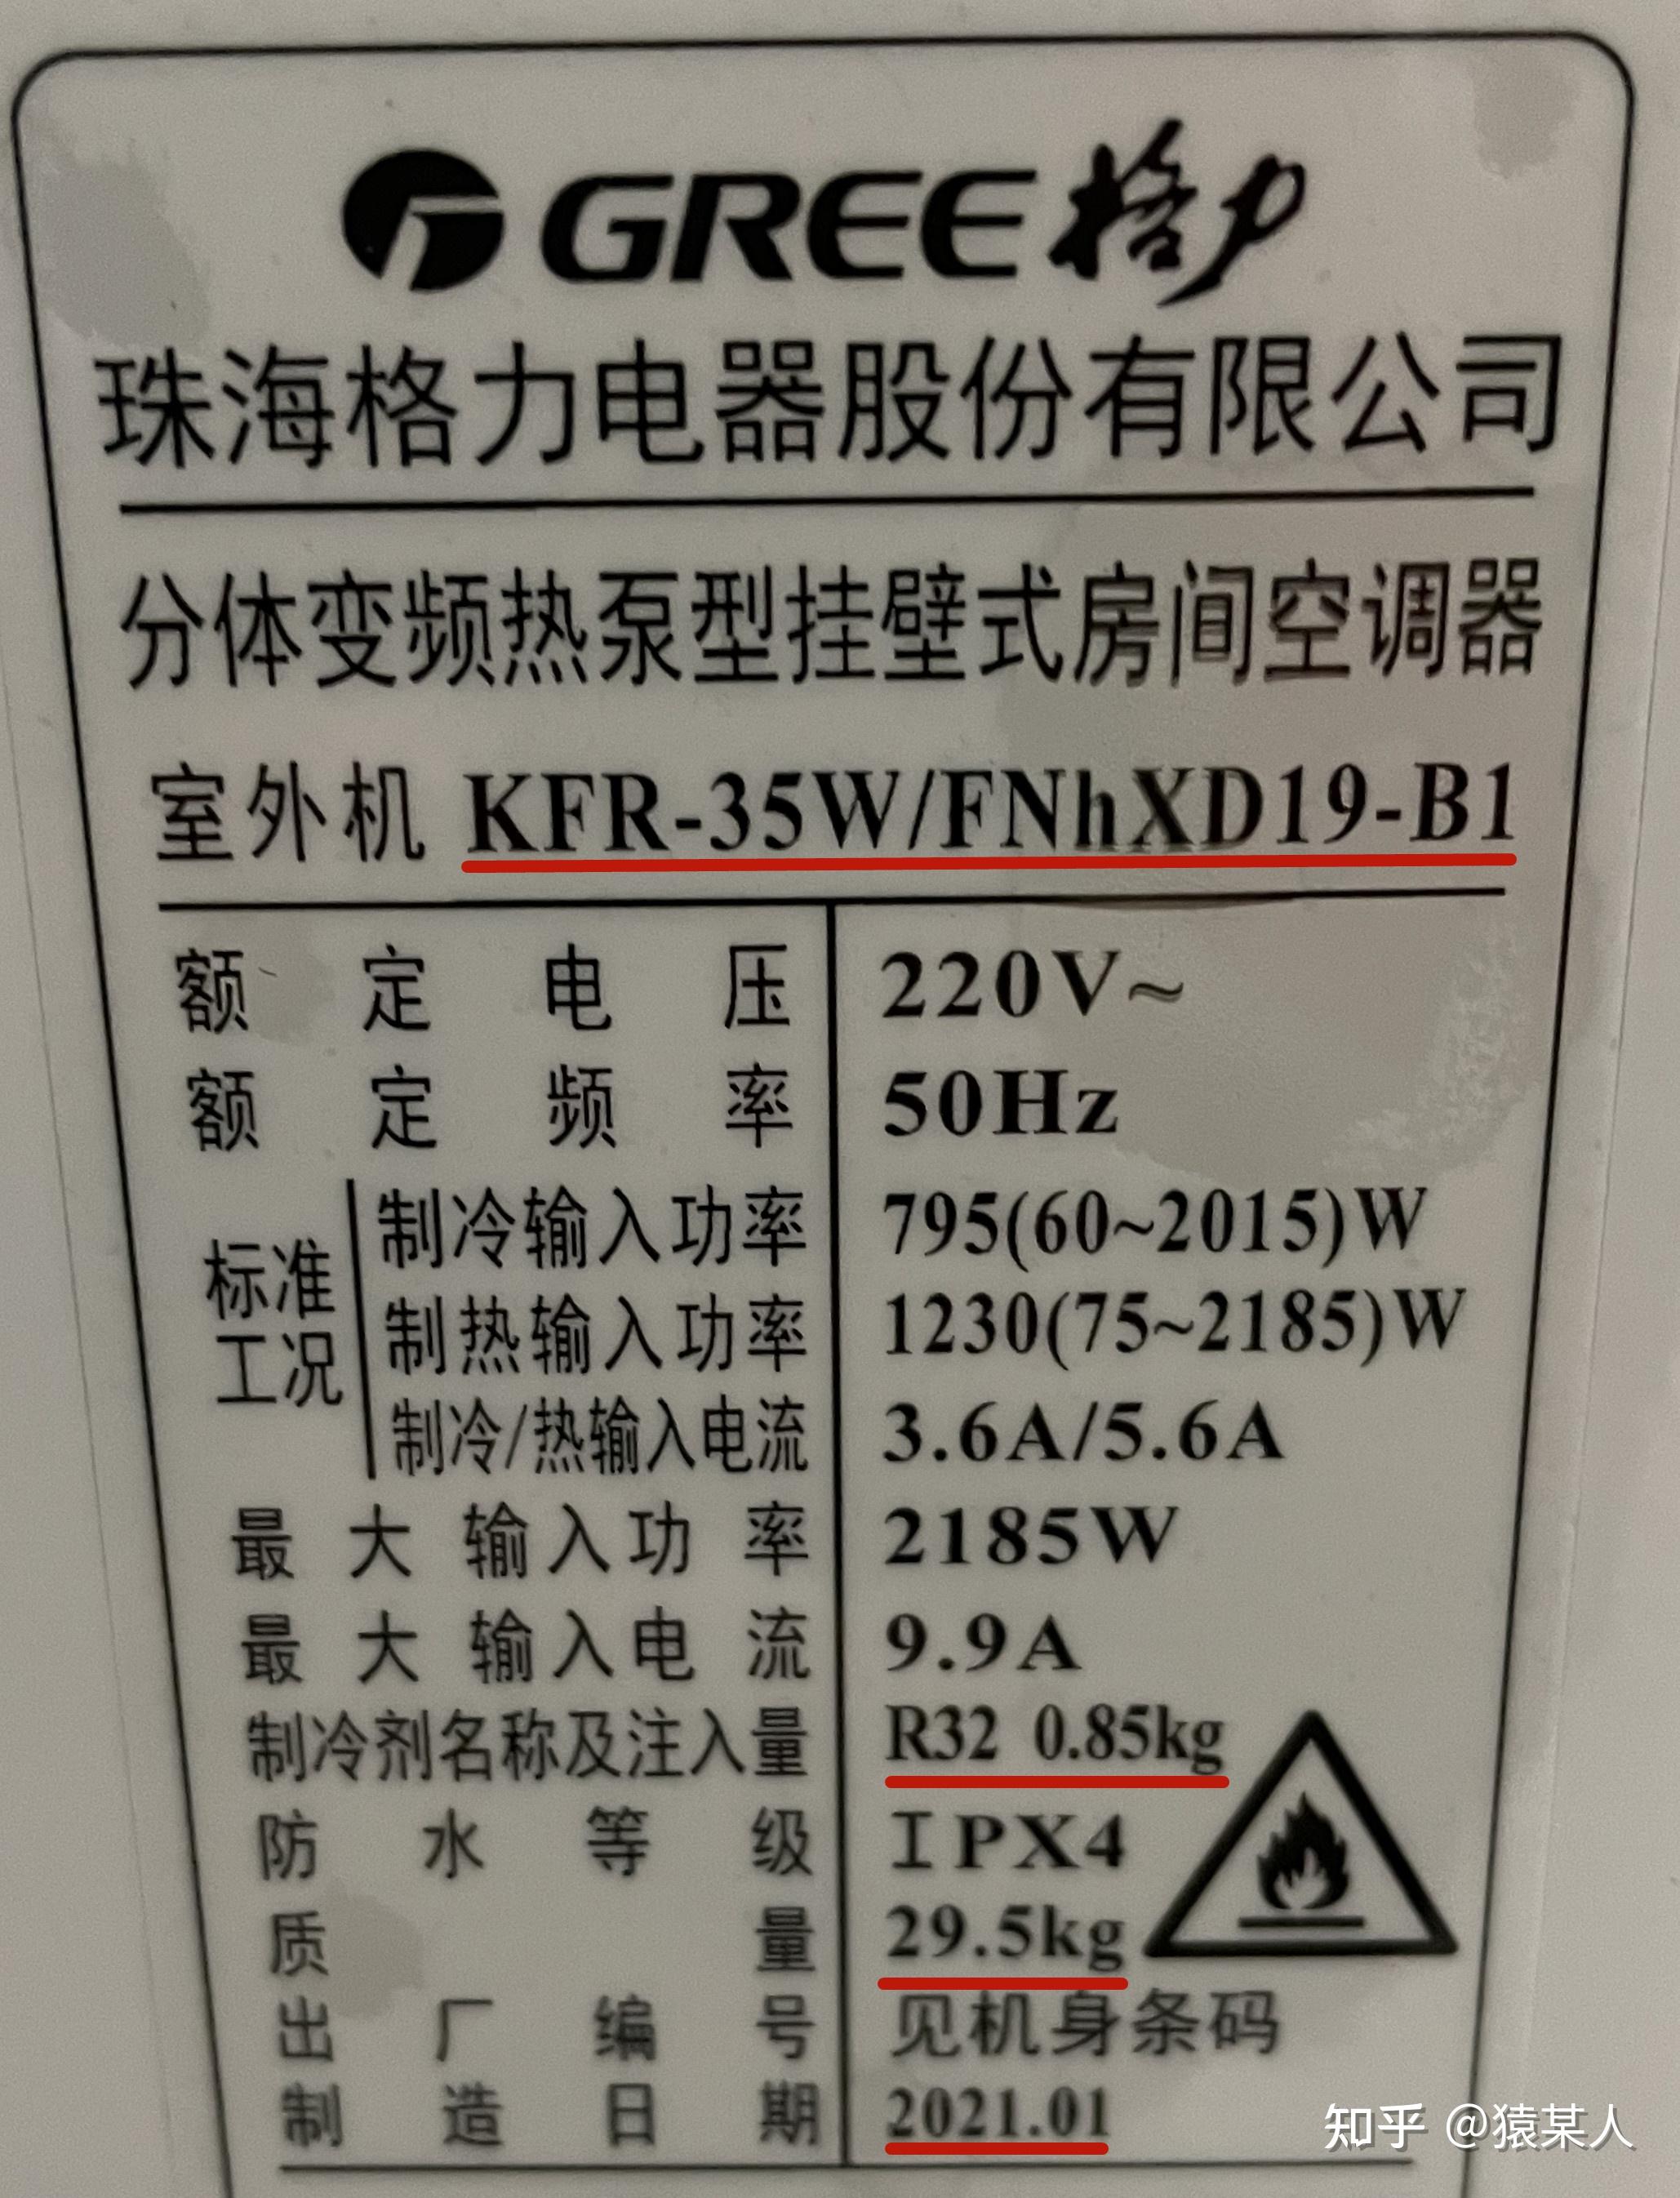 GREE格力
珠海格力电器股份有限公司
分体变频热泵型挂壁式房间空调器
室外机 KFR-35W/FNhXD19-B1
额定电压 220V~
额定频率 50Hz
标准工况
制冷输入功率 795(60~2015)W
制热输入功率 1230(75~2185)W
制冷/热输入电流 3.6A/5.6A
最大输入功率 2185W
最大输入电流 9.9A
制冷剂名称及注入量 R32 0.85kg
防水等级 IPX4
质量 29.5kg
出厂编号 见机身条码
制造日期 2021.01
知乎 @猿某人